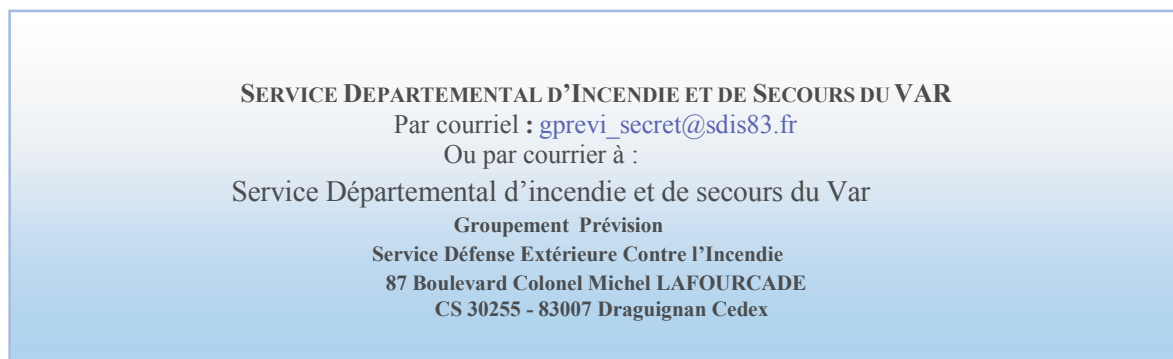 SERVICE DEPARTEMENTAL D’INCENDIE ET DE SECOURS DU VAR
Par courriel : gprevi_secret@sdis83.fr
Ou par courrier à :
Service Départemental d’incendie et de secours du Var
Groupement Prévision
Service Défense Extérieure Contre l’Incendie
87 Boulevard Colonel Michel LAFOURCADE
CS 30255 - 83007 Draguignan Cedex